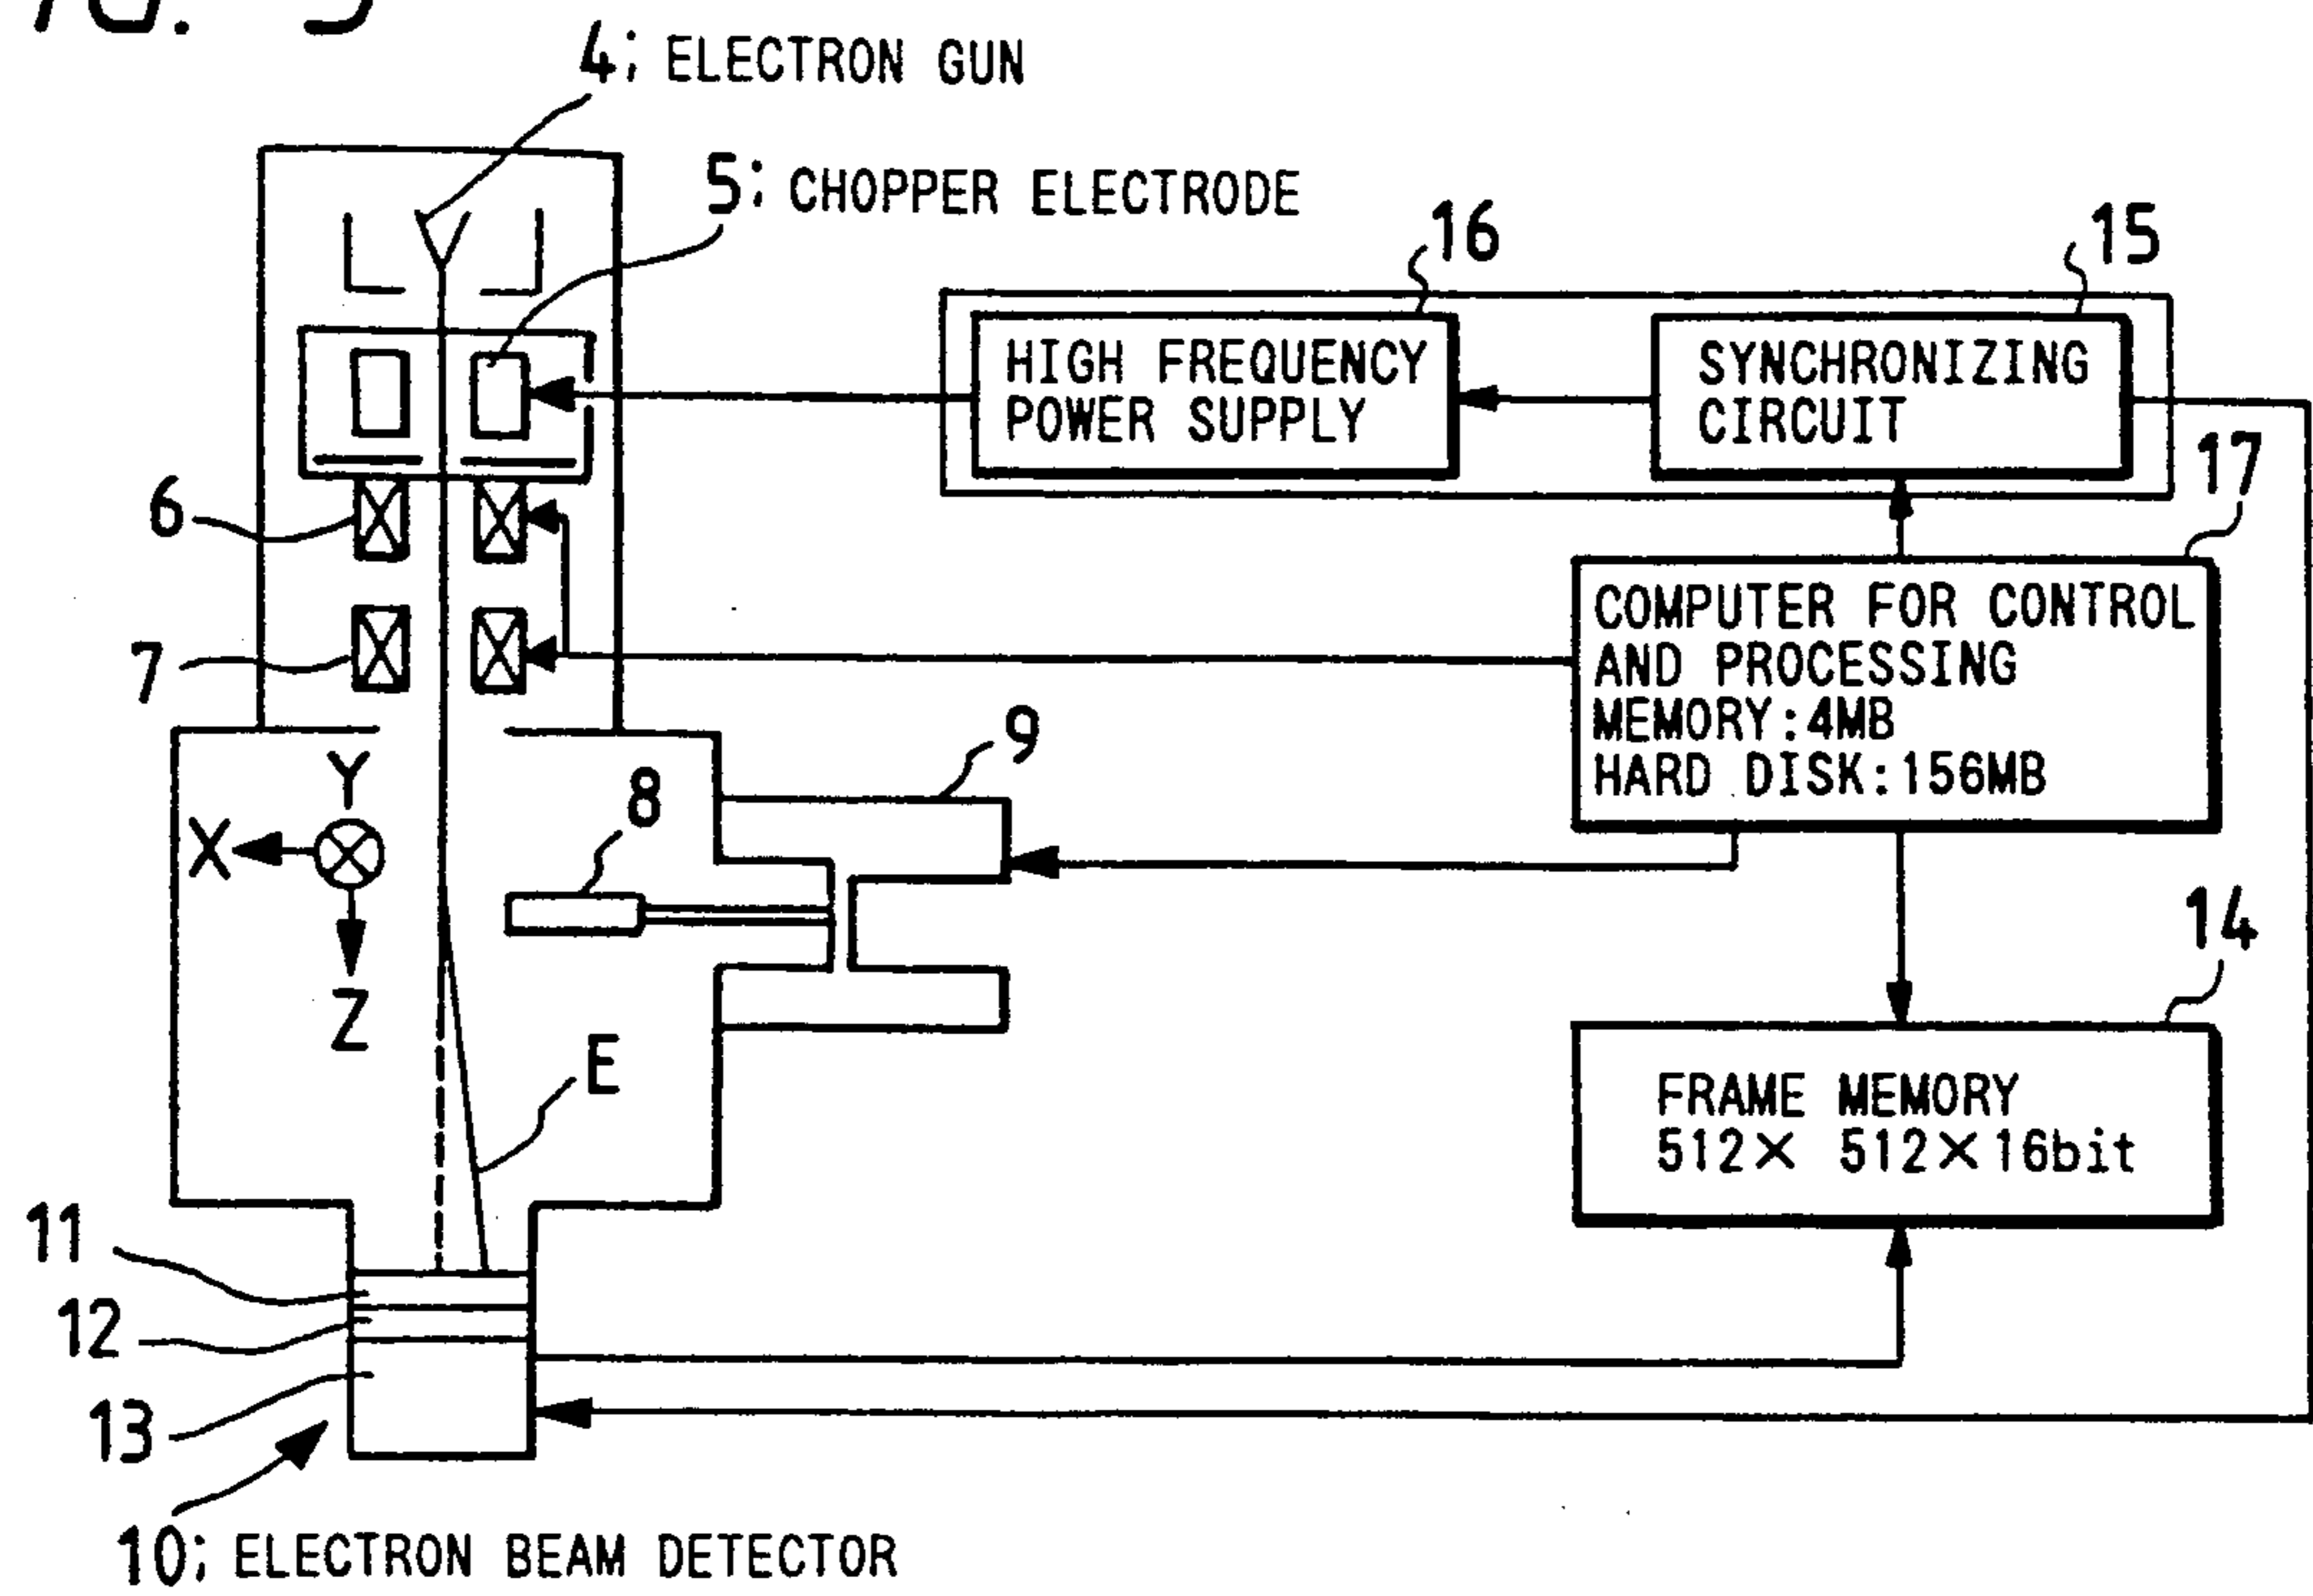 4; ELECTRON GUN
5; CHOPPER ELECTRODE
16
15
HIGH FREQUENCY
POWER SUPPLY
SYNCHRONIZING
CIRCUIT
17
6
COMPUTER FOR CONTROL
AND PROCESSING
MEMORY:4MB
HARD DISK:156MB
7
9
Y
8
X
14
Z
E
FRAME MEMORY
512× 512×16bit
11
12
13
10; ELECTRON BEAM DETECTOR